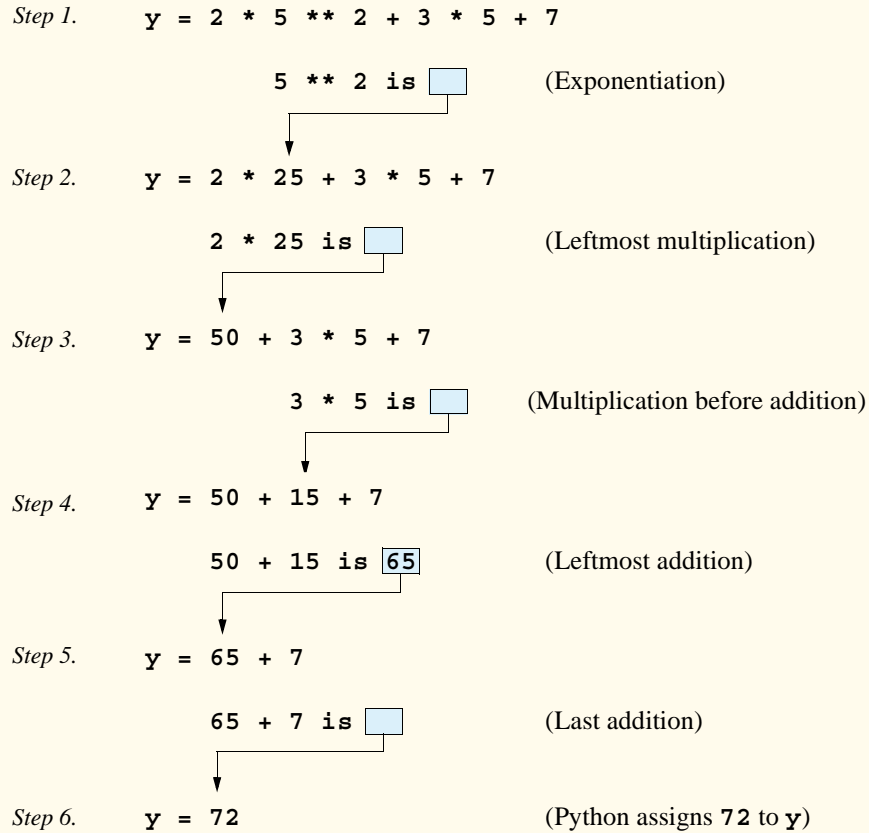 Step 1. y = 2 * 5 ** 2 + 3 * 5 + 7
5 ** 2 is (Exponentiation)
Step 2. y = 2 * 25 + 3 * 5 + 7
2 * 25 is (Leftmost multiplication)
Step 3. y = 50 + 3 * 5 + 7
3 * 5 is (Multiplication before addition)
Step 4. y = 50 + 15 + 7
50 + 15 is 65 (Leftmost addition)
Step 5. y = 65 + 7
65 + 7 is (Last addition)
Step 6. y = 72 (Python assigns 72 to y)